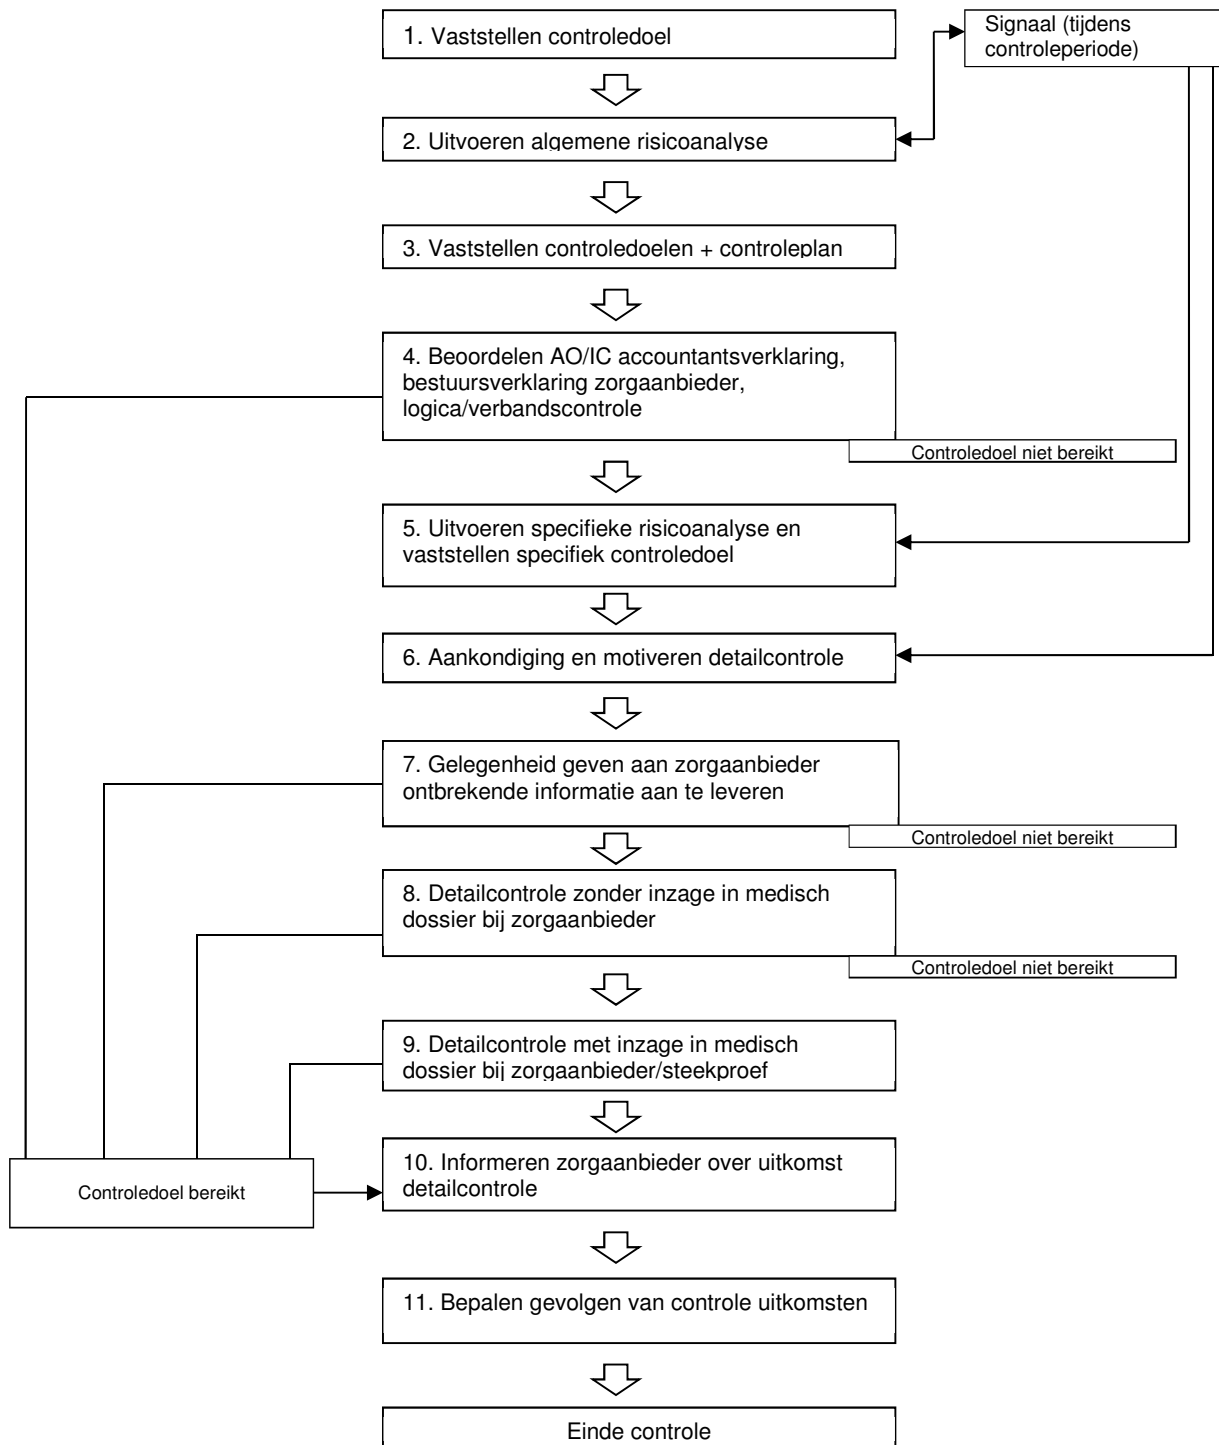 1. Vaststellen controledoel
Signaal (tijdens
controleperiode)
2. Uitvoeren algemene risicoanalyse
3. Vaststellen controledoelen + controleplan
4. Beoordelen AO/IC accountantsverklaring,
bestuursverklaring zorgaanbieder,
logica/verbandscontrole
Controledoel niet bereikt
5. Uitvoeren specifieke risicoanalyse en
vaststellen specifiek controledoel
6. Aankondiging en motiveren detailcontrole
7. Gelegenheid geven aan zorgaanbieder
ontbrekende informatie aan te leveren
Controledoel niet bereikt
8. Detailcontrole zonder inzage in medisch
dossier bij zorgaanbieder
Controledoel niet bereikt
9. Detailcontrole met inzage in medisch
dossier bij zorgaanbieder/steekproef
10. Informeren zorgaanbieder over uitkomst
detailcontrole
Controledoel bereikt
11. Bepalen gevolgen van controle uitkomsten
Einde controle